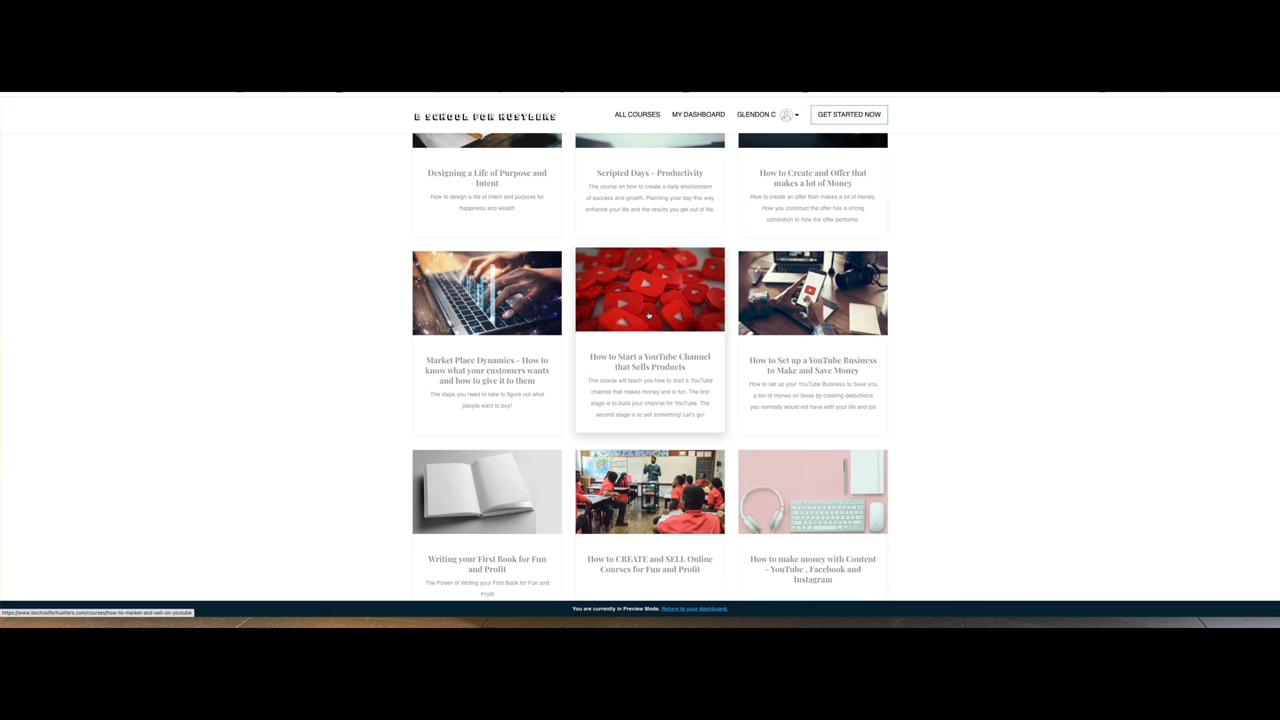 B SCHOOL FOR HUSTLERS
ALL COURSES
MY DASHBOARD
GLENDON C
GET STARTED NOW
Designing a Life of Purpose and
Intent
How to design a life of intent and purpose for
happiness and wealth
Scripted Days - Productivity
The course on how to create a daily environment
of success and growth. Planning your day this way
enhance your life and the results you get out of life.
How to Create and Offer that
makes a lot of Money
How to create an offer than makes a lot of money.
How you construct the offer has a strong
correlation to how the offer performs.
Market Place Dynamics - How to
know what your customers wants
and how to give it to them
The steps you need to take to figure out what
people want to buy!
How to Start a YouTube Channel
that Sells Products
This course will teach you how to start a YouTube
channel that makes money and is fun. The first
stage is to build your channel for YouTube. The
second stage is to sell something! Let's go!
How to Set up a YouTube Business
to Make and Save Money
How to set up your YouTube Business to Save you
a ton of money on taxes by creating deductions
you normally would not have with your life and job
Writing your First Book for Fun
and Profit
The Power of Writing your First Book for Fun and
Profit
How to CREATE and SELL Online
Courses for Fun and Profit
How to make money with Content
- YouTube , Facebook and
Instagram
You are currently in Preview Mode. Return to your dashboard.
https://www.bschoolforhustlers.com/courses/how-to-market-and-sell-on-youtube